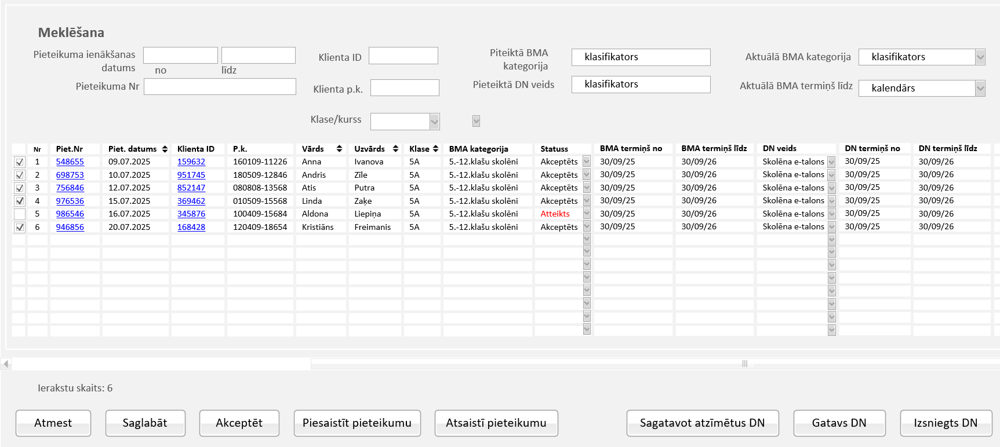 Meklēšana
Pieteikuma ienākšanas datums
no līdz
Pieteikuma Nr
Klienta ID
Klienta p.k.
Klase/kurss
Piteiktā BMA kategorija klasifikators
Pieteiktā DN veids klasifikators
Aktuālā BMA kategorija klasifikators
Aktuālā BMA termiņš līdz kalendārs
Nr Piet.Nr Piet. datums Klienta ID P.k. Vārds Uzvārds Klase BMA kategorija Statuss BMA termiņš no BMA termiņš līdz DN veids DN termiņš no DN termiņš līdz
1 548655 09.07.2025 159632 160109-11226 Anna Ivanova 5A 5.-12.klašu skolēni Akceptēts 30/09/25 30/09/26 Skolēna e-talons 30/09/25 30/09/26
2 698753 10.07.2025 951745 180509-12846 Andris Zīle 5A 5.-12.klašu skolēni Akceptēts 30/09/25 30/09/26 Skolēna e-talons 30/09/25 30/09/26
3 756846 12.07.2025 852147 080808-13568 Atis Putra 5A 5.-12.klašu skolēni Akceptēts 30/09/25 30/09/26 Skolēna e-talons 30/09/25 30/09/26
4 976536 15.07.2025 369462 010509-15568 Linda Zaķe 5A 5.-12.klašu skolēni Akceptēts 30/09/25 30/09/26 Skolēna e-talons 30/09/25 30/09/26
5 986546 16.07.2025 345876 100409-15684 Aldona Liepiņa 5A 5.-12.klašu skolēni Atteikts 30/09/25 30/09/26 Skolēna e-talons 30/09/25 30/09/26
6 946856 20.07.2025 168428 120409-18654 Kristiāns Freimanis 5A 5.-12.klašu skolēni Akceptēts 30/09/25 30/09/26 Skolēna e-talons 30/09/25 30/09/26
Ierakstu skaits: 6
Atmest
Saglabāt
Akceptēt
Piesaistīt pieteikumu
Atsaistī pieteikumu
Sagatavot atzīmētus DN
Gatavs DN
Izsniegts DN